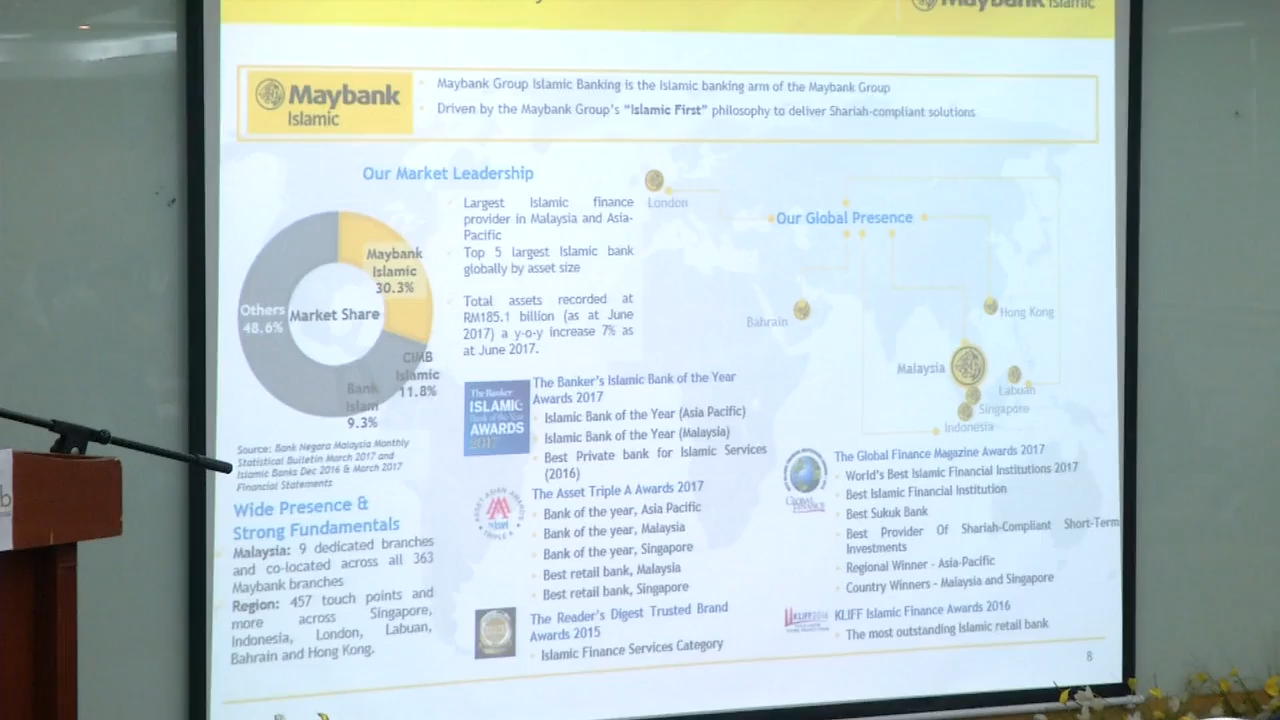 Maybank Islamic
Maybank
Islamic
Maybank Group Islamic Banking is the Islamic banking arm of the Maybank Group
Driven by the Maybank Group's “Islamic First” philosophy to deliver Shariah-compliant solutions
Our Market Leadership
Maybank
Islamic
30.3%
Others
48.6%
Market Share
CIMB
Islamic
11.8%
Bank
Islam
9.3%
Source: Bank Negara Malaysia Monthly
Statistical Bulletin March 2017 and
Islamic Banks Dec 2016 & March 2017
Financial Statements
Wide Presence &
Strong Fundamentals
Malaysia: 9 dedicated branches
and co-located across all 363
Maybank branches
Region: 457 touch points and
more across Singapore,
Indonesia, London, Labuan,
Bahrain and Hong Kong.
Largest Islamic finance
provider in Malaysia and Asia-
Pacific
Top 5 largest Islamic bank
globally by asset size
Total assets recorded at
RM185.1 billion (as at June
2017) a y-o-y increase 7% as
at June 2017.
The Banker
ISLAMIC
Bank of the Year
AWARDS
2017
The Banker's Islamic Bank of the Year
Awards 2017
Islamic Bank of the Year (Asia Pacific)
Islamic Bank of the Year (Malaysia)
Best Private bank for Islamic Services
(2016)
The Asset Triple A Awards 2017
Bank of the year, Asia Pacific
Bank of the year, Malaysia
Bank of the year, Singapore
Best retail bank, Malaysia
Best retail bank, Singapore
The Reader's Digest Trusted Brand
Awards 2015
Islamic Finance Services Category
London
Our Global Presence
Bahrain
Hong Kong
Malaysia
Labuan
Singapore
Indonesia
GLOBAL
FINANCE
The Global Finance Magazine Awards 2017
World's Best Islamic Financial Institutions 2017
Best Islamic Financial Institution
Best Sukuk Bank
Best Provider Of Shariah-Compliant Short-Term
Investments
Regional Winner - Asia-Pacific
Country Winners - Malaysia and Singapore
KLIFF2016
KLIFF Islamic Finance Awards 2016
The most outstanding Islamic retail bank
8